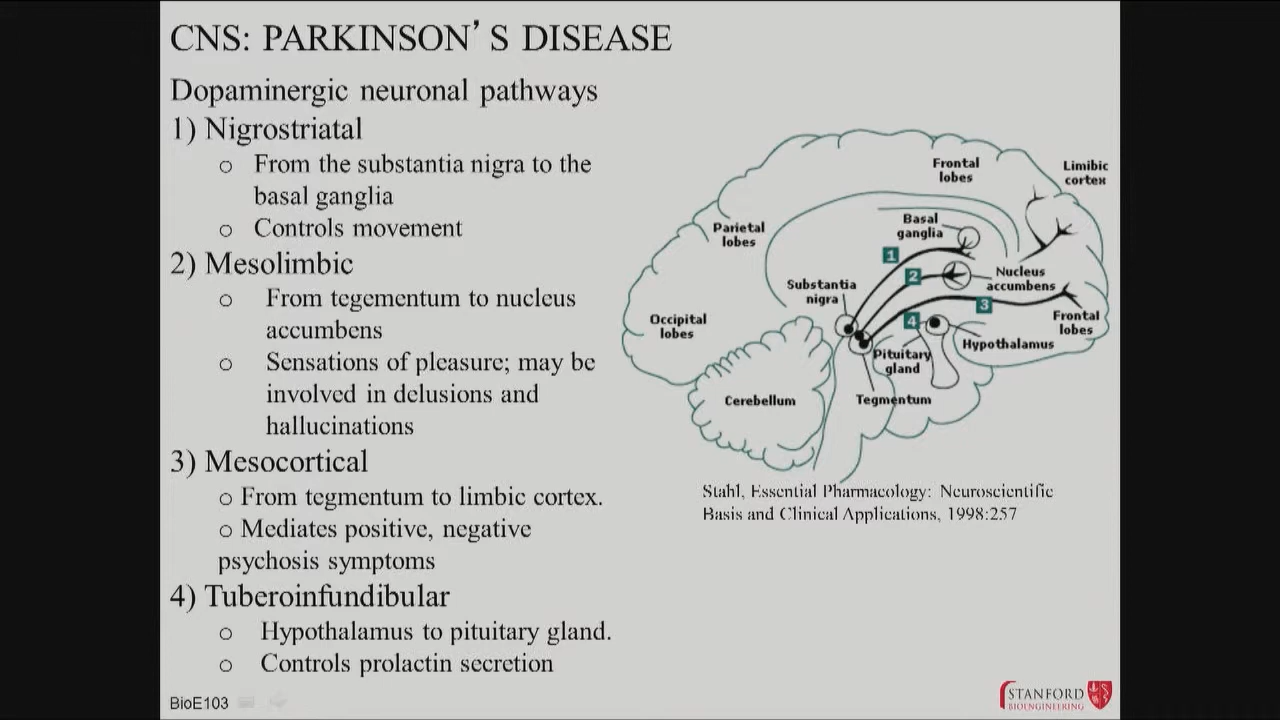 CNS: PARKINSON’S DISEASE
Dopaminergic neuronal pathways
1) Nigrostriatal
o From the substantia nigra to the
basal ganglia
o Controls movement
2) Mesolimbic
o From tegementum to nucleus
accumbens
o Sensations of pleasure; may be
involved in delusions and
hallucinations
3) Mesocortical
o From tegmentum to limbic cortex.
o Mediates positive, negative
psychosis symptoms
4) Tuberoinfundibular
o Hypothalamus to pituitary gland.
o Controls prolactin secretion
Frontal
lobes
Limibic
cortex
Parietal
lobes
Basal
ganglia
1
2
Nucleus
accumbens
Substantia
nigra
3
Occipital
lobes
4
Frontal
lobes
Hypothalamus
Pituitary
gland
Cerebellum
Tegmentum
Stahl, Essential Pharmacology: Neuroscientific
Basis and Clinical Applications, 1998:257
BioE103
STANFORD
BIOENGINEERING